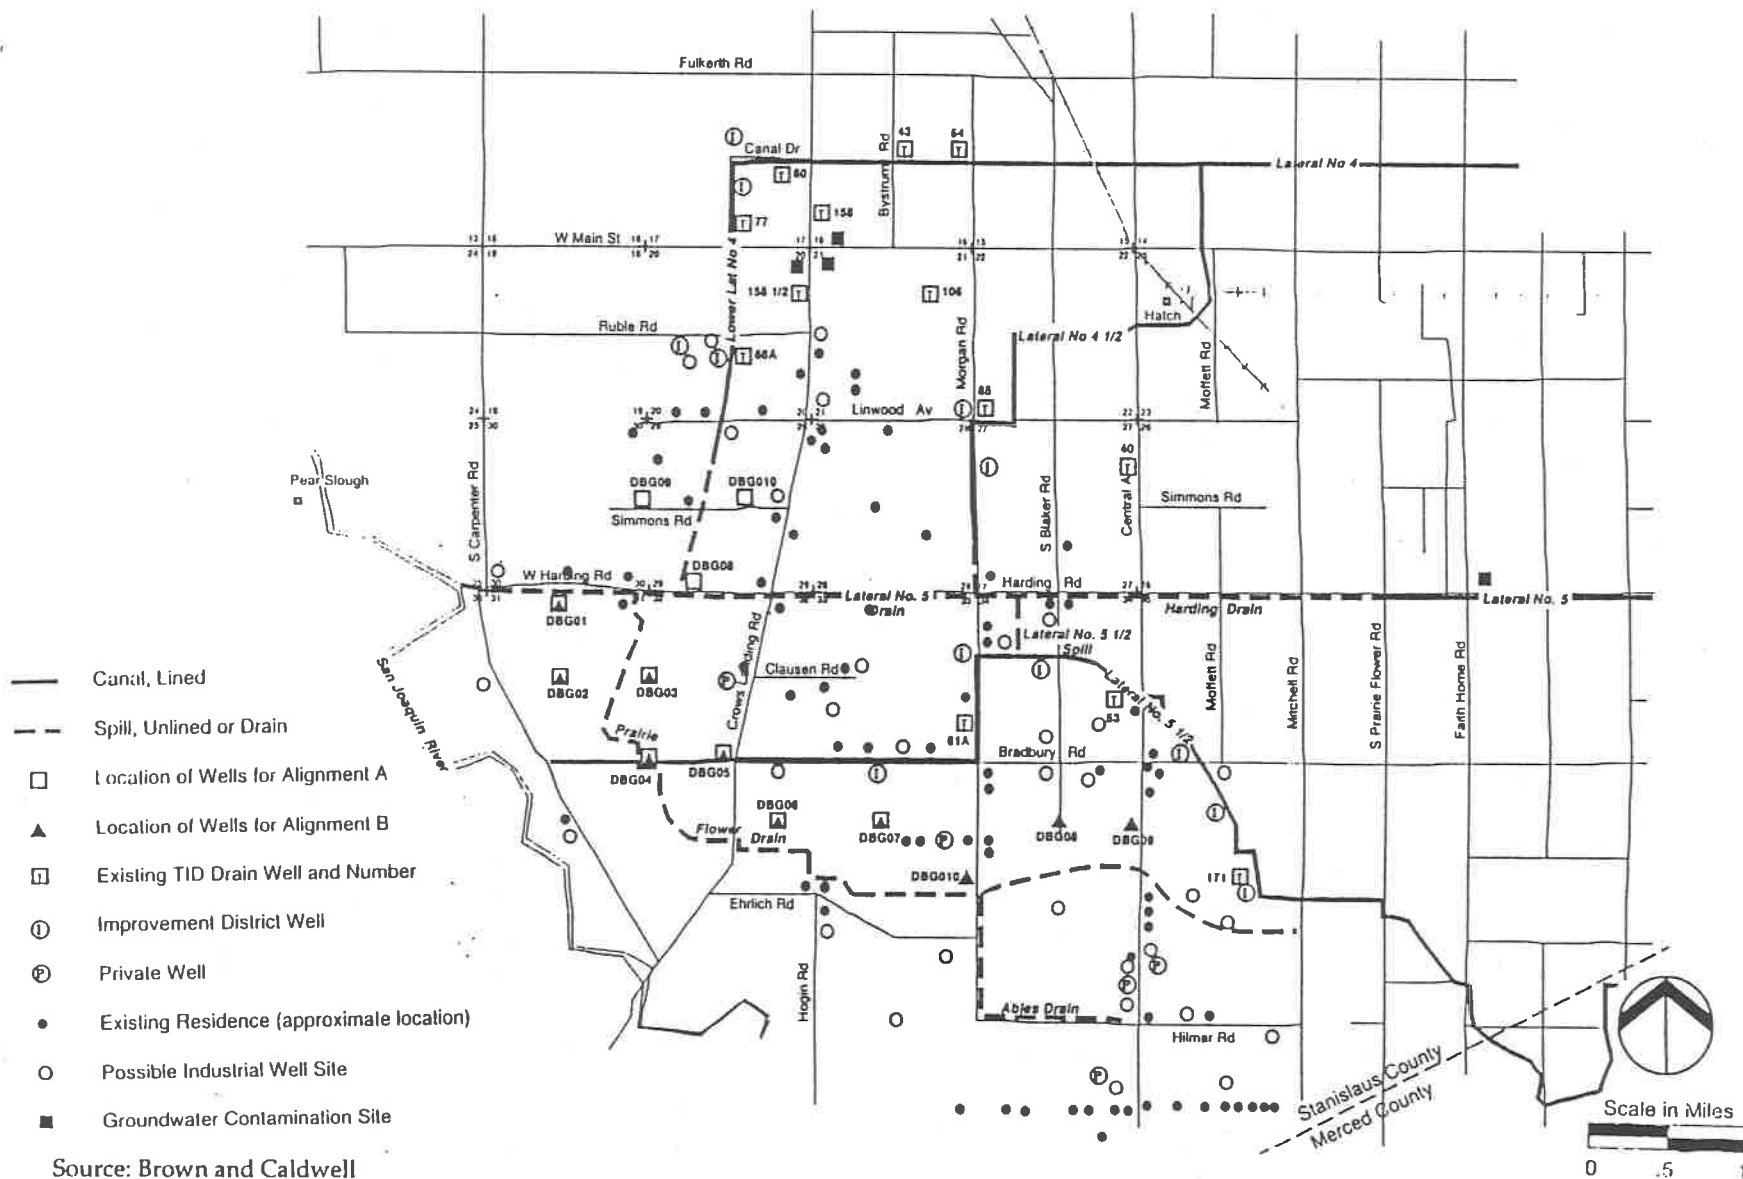 Fulkerth Rd
Canal Dr
Bystrum Rd
43
64
Lateral No 4
60
77
158
W Main St
Lower Lat No 4
158 1/2
106
Hatch
Ruble Rd
Lateral No 4 1/2
Morgan Rd
Moffett Rd
68A
88
Linwood Av
40
Pear Slough
S Carpenter Rd
DBG09
DBG010
Simmons Rd
S Blaker Rd
Simmons Rd
DBG08
W Harding Rd
Harding Rd
Lateral No. 5
Drain
Harding Drain
Lateral No. 5
DBG01
Lateral No. 5 1/2
Spill
San Joaquin River
DBG02
DBG03
Clausen Rd
Lateral No. 5 1/2
53
Moffett Rd
Mitchell Rd
S Prairie Flower Rd
Faith Home Rd
61A
Prairie
Bradbury Rd
DBG04
DBG05
DBG06
Flower
Drain
DBG07
DBG08
DBG09
DBG010
171
Ehrlich Rd
Hogin Rd
Ables Drain
Hilmar Rd
Stanislaus County
Merced County
Canal, Lined
Spill, Unlined or Drain
Location of Wells for Alignment A
Location of Wells for Alignment B
Existing TID Drain Well and Number
Improvement District Well
Private Well
Existing Residence (approximale location)
Possible Industrial Well Site
Groundwater Contamination Site
Source: Brown and Caldwell
Scale in Miles
0 .5 1